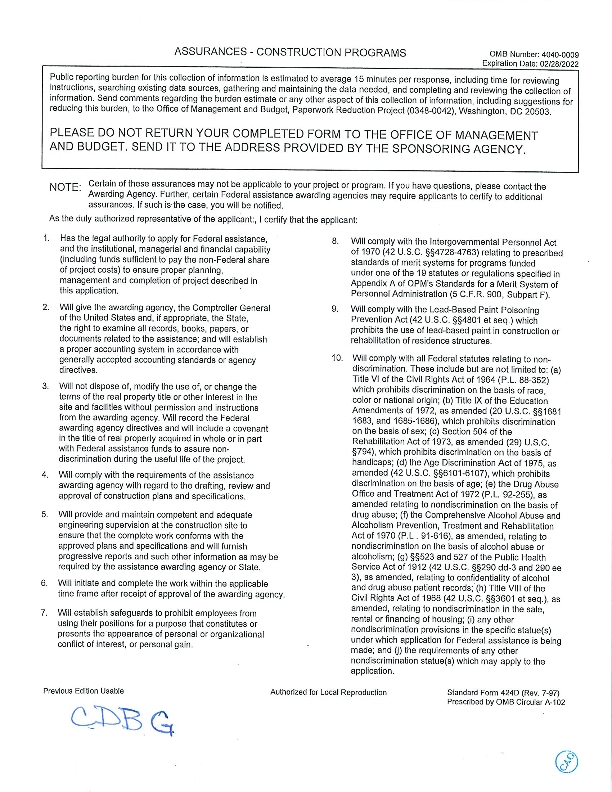 ASSURANCES - CONSTRUCTION PROGRAMS
OMB Number: 4040-0009
Expiration Date: 02/28/2022
Public reporting burden for this collection of information is estimated to average 15 minutes per response, including time for reviewing
instructions, searching existing data sources, gathering and maintaining the data needed, and completing and reviewing the collection of
information. Send comments regarding the burden estimate or any other aspect of this collection of information, including suggestions for
reducing this burden, to the Office of Management and Budget, Paperwork Reduction Project (0348-0042), Washington, DC 20503.
PLEASE DO NOT RETURN YOUR COMPLETED FORM TO THE OFFICE OF MANAGEMENT
AND BUDGET. SEND IT TO THE ADDRESS PROVIDED BY THE SPONSORING AGENCY.
NOTE: Certain of these assurances may not be applicable to your project or program. If you have questions, please contact the
Awarding Agency. Further, certain Federal assistance awarding agencies may require applicants to certify to additional
assurances. If such is the case, you will be notified.
As the duly authorized representative of the applicant:, I certify that the applicant:
1. Has the legal authority to apply for Federal assistance,
and the institutional, managerial and financial capability
(including funds sufficient to pay the non-Federal share
of project costs) to ensure proper planning,
management and completion of project described in
this application.
2. Will give the awarding agency, the Comptroller General
of the United States and, if appropriate, the State,
the right to examine all records, books, papers, or
documents related to the assistance; and will establish
a proper accounting system in accordance with
generally accepted accounting standards or agency
directives.
3. Will not dispose of, modify the use of, or change the
terms of the real property title or other interest in the
site and facilities without permission and instructions
from the awarding agency. Will record the Federal
awarding agency directives and will include a covenant
in the title of real property acquired in whole or in part
with Federal assistance funds to assure non-
discrimination during the useful life of the project.
4. Will comply with the requirements of the assistance
awarding agency with regard to the drafting, review and
approval of construction plans and specifications.
5. Will provide and maintain competent and adequate
engineering supervision at the construction site to
ensure that the complete work conforms with the
approved plans and specifications and will furnish
progressive reports and such other information as may be
required by the assistance awarding agency or State.
6. Will initiate and complete the work within the applicable
time frame after receipt of approval of the awarding agency.
7. Will establish safeguards to prohibit employees from
using their positions for a purpose that constitutes or
presents the appearance of personal or organizational
conflict of interest, or personal gain.
8. Will comply with the Intergovernmental Personnel Act
of 1970 (42 U.S.C. §§4728-4763) relating to prescribed
standards of merit systems for programs funded
under one of the 19 statutes or regulations specified in
Appendix A of OPM's Standards for a Merit System of
Personnel Administration (5 C.F.R. 900, Subpart F).
9. Will comply with the Lead-Based Paint Poisoning
Prevention Act (42 U.S.C. §§4801 et seq.) which
prohibits the use of lead-based paint in construction or
rehabilitation of residence structures.
10. Will comply with all Federal statutes relating to non-
discrimination. These include but are not limited to: (a)
Title VI of the Civil Rights Act of 1964 (P.L. 88-352)
which prohibits discrimination on the basis of race,
color or national origin; (b) Title IX of the Education
Amendments of 1972, as amended (20 U.S.C. §§1681
1683, and 1685-1686), which prohibits discrimination
on the basis of sex; (c) Section 504 of the
Rehabilitation Act of 1973, as amended (29) U.S.C.
§794), which prohibits discrimination on the basis of
handicaps; (d) the Age Discrimination Act of 1975, as
amended (42 U.S.C. §§6101-6107), which prohibits
discrimination on the basis of age; (e) the Drug Abuse
Office and Treatment Act of 1972 (P.L. 92-255), as
amended relating to nondiscrimination on the basis of
drug abuse; (f) the Comprehensive Alcohol Abuse and
Alcoholism Prevention, Treatment and Rehabilitation
Act of 1970 (P.L. 91-616), as amended, relating to
nondiscrimination on the basis of alcohol abuse or
alcoholism; (g) §§523 and 527 of the Public Health
Service Act of 1912 (42 U.S.C. §§290 dd-3 and 290 ee
3), as amended, relating to confidentiality of alcohol
and drug abuse patient records; (h) Title VIII of the
Civil Rights Act of 1968 (42 U.S.C. §§3601 et seq.), as
amended, relating to nondiscrimination in the sale,
rental or financing of housing; (i) any other
nondiscrimination provisions in the specific statue(s)
under which application for Federal assistance is being
made; and (j) the requirements of any other
nondiscrimination statue(s) which may apply to the
application.
Previous Edition Usable
Authorized for Local Reproduction
Standard Form 424D (Rev. 7-97)
Prescribed by OMB Circular A-102
CDBG